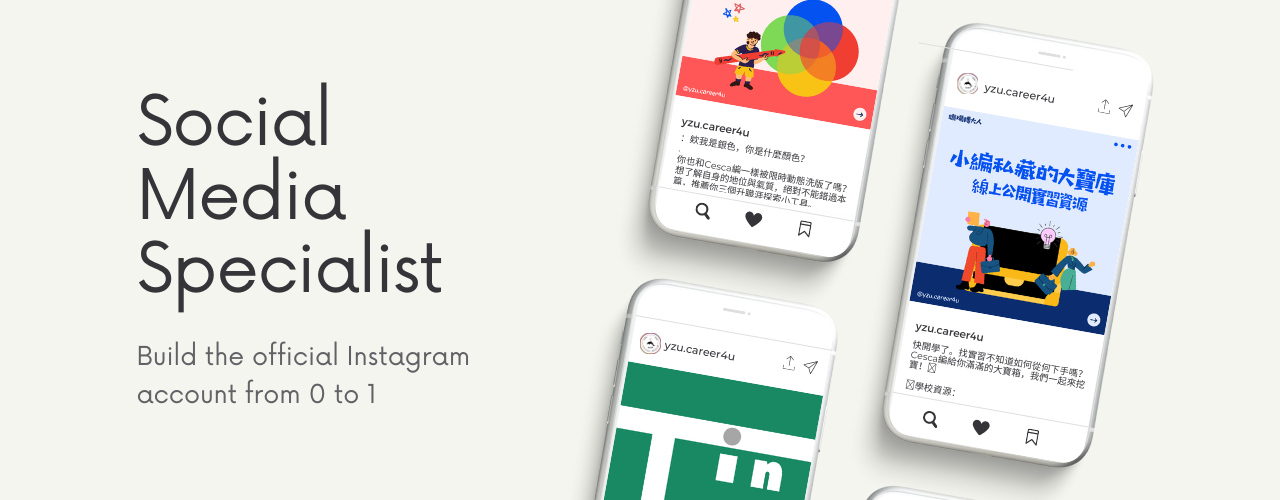 Social
Media
Specialist
Build the official Instagram
account from 0 to 1
@yzu.career4u
yzu.career4u
：欸我是銀色，你是什麼顏色？
.
你也和Cesca編一樣被限時動態洗版了嗎？
想了解自身的地位與氣質，絕對不能錯過本
篇，推薦你三個升職涯探索小工具。
yzu.career4u
職場糟大人
小編私藏的大寶庫
線上公開實習資源
@yzu.career4u
yzu.career4u
快開學了。找實習不知道如何從何下手嗎？
Cesca編給你滿滿的大寶箱，我們一起來挖
寶！
學校資源：
yzu.career4u
in